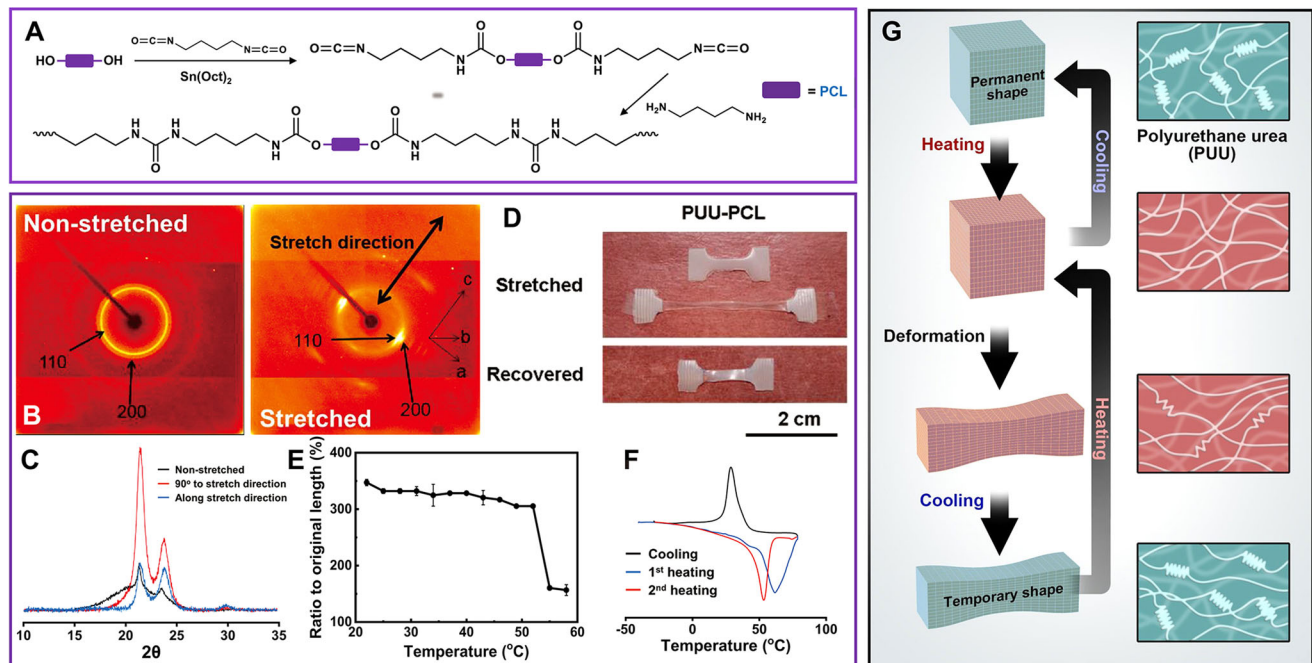 A
O=C=N
N=C=O
HO
OH
Sn(Oct)₂
O=C=N
N
H
O
O
O
O
N
H
N=C=O
= PCL
H₂N
NH₂
H
N
O
N
H
H
N
O
O
O
O
N
H
H
N
O
N
H
Non-stretched
110
200
B
Stretch direction
c
b
a
110
200
Stretched
D
PUU-PCL
Stretched
Recovered
2 cm
C
Non-stretched
90° to stretch direction
Along stretch direction
10
15
20
25
30
35
2θ
E
Ratio to original length (%)
400
300
200
100
20
30
40
50
60
Temperature (°C)
F
Cooling
1st heating
2nd heating
-40
0
50
100
Temperature (°C)
G
Permanent
shape
Heating
Cooling
Deformation
Heating
Cooling
Temporary shape
Polyurethane urea
(PUU)